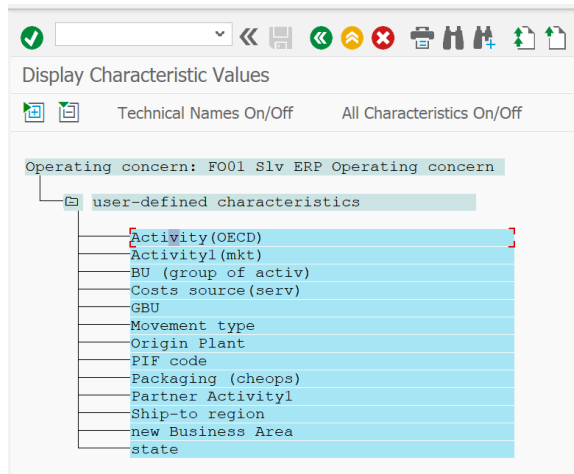 Display Characteristic Values
Technical Names On/Off All Characteristics On/Off
Operating concern: FO01 Slv ERP Operating concern
user-defined characteristics
Activity(OECD)
Activity1(mkt)
BU (group of activ)
Costs source(serv)
GBU
Movement type
Origin Plant
PIF code
Packaging (cheops)
Partner Activity1
Ship-to region
new Business Area
state